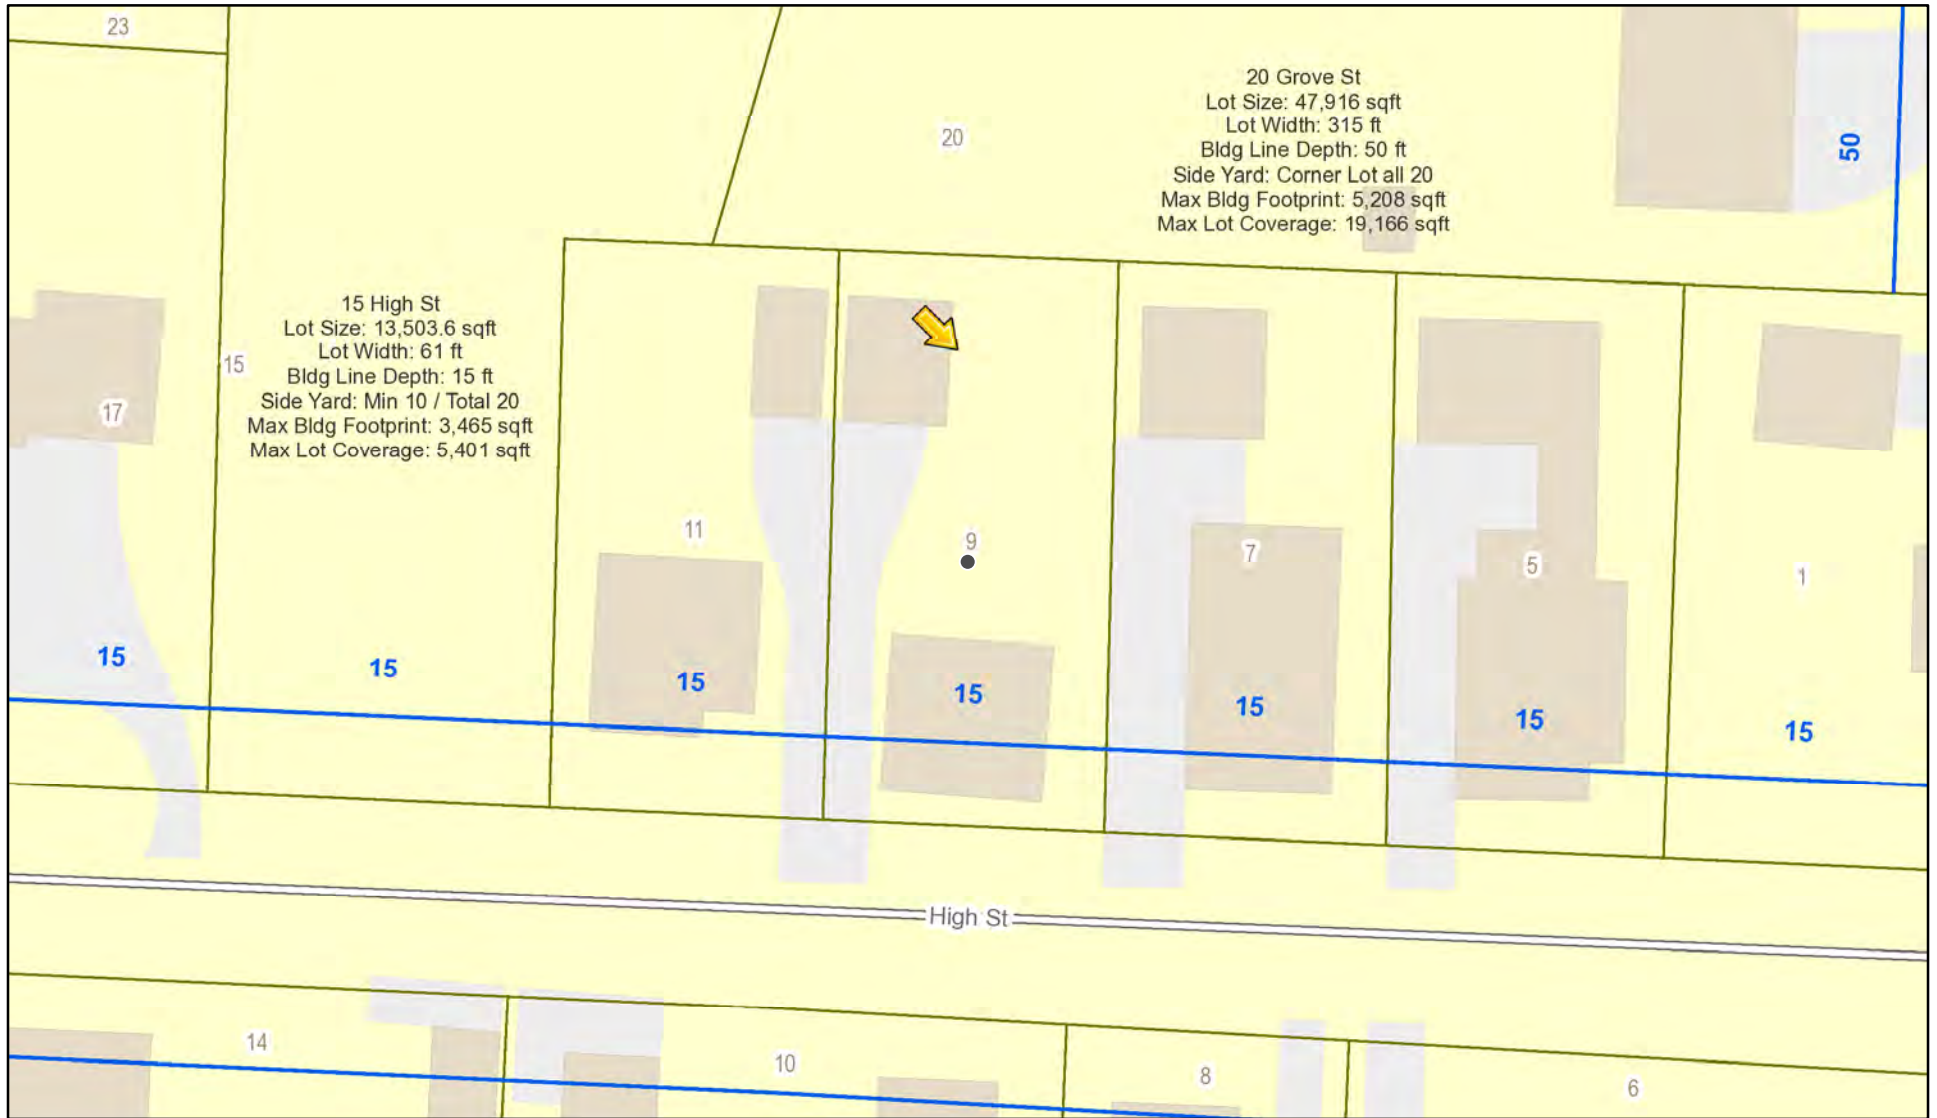 23
20
20 Grove St
Lot Size: 47,916 sqft
Lot Width: 315 ft
Bldg Line Depth: 50 ft
Side Yard: Corner Lot all 20
Max Bldg Footprint: 5,208 sqft
Max Lot Coverage: 19,166 sqft
50
15 High St
Lot Size: 13,503.6 sqft
Lot Width: 61 ft
Bldg Line Depth: 15 ft
Side Yard: Min 10 / Total 20
Max Bldg Footprint: 3,465 sqft
Max Lot Coverage: 5,401 sqft
15
17
11
9
7
5
1
15
15
15
15
15
15
15
High St
14
10
8
6